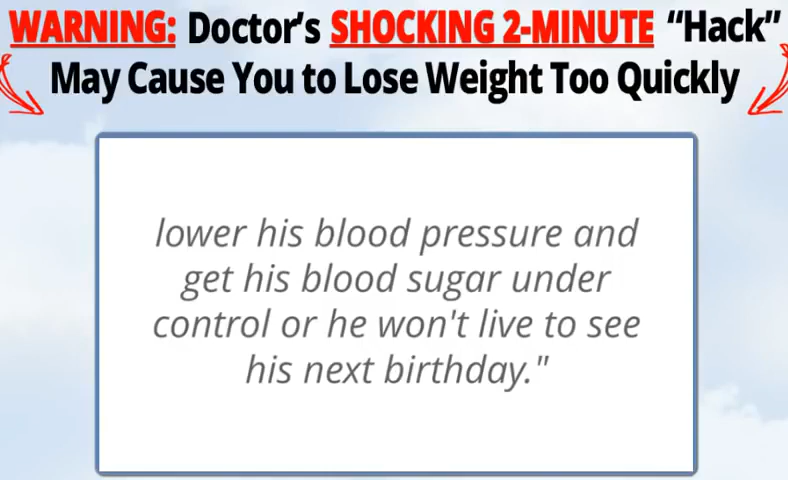 WARNING: Doctor's SHOCKING 2-MINUTE “Hack”
May Cause You to Lose Weight Too Quickly
lower his blood pressure and
get his blood sugar under
control or he won't live to see
his next birthday."